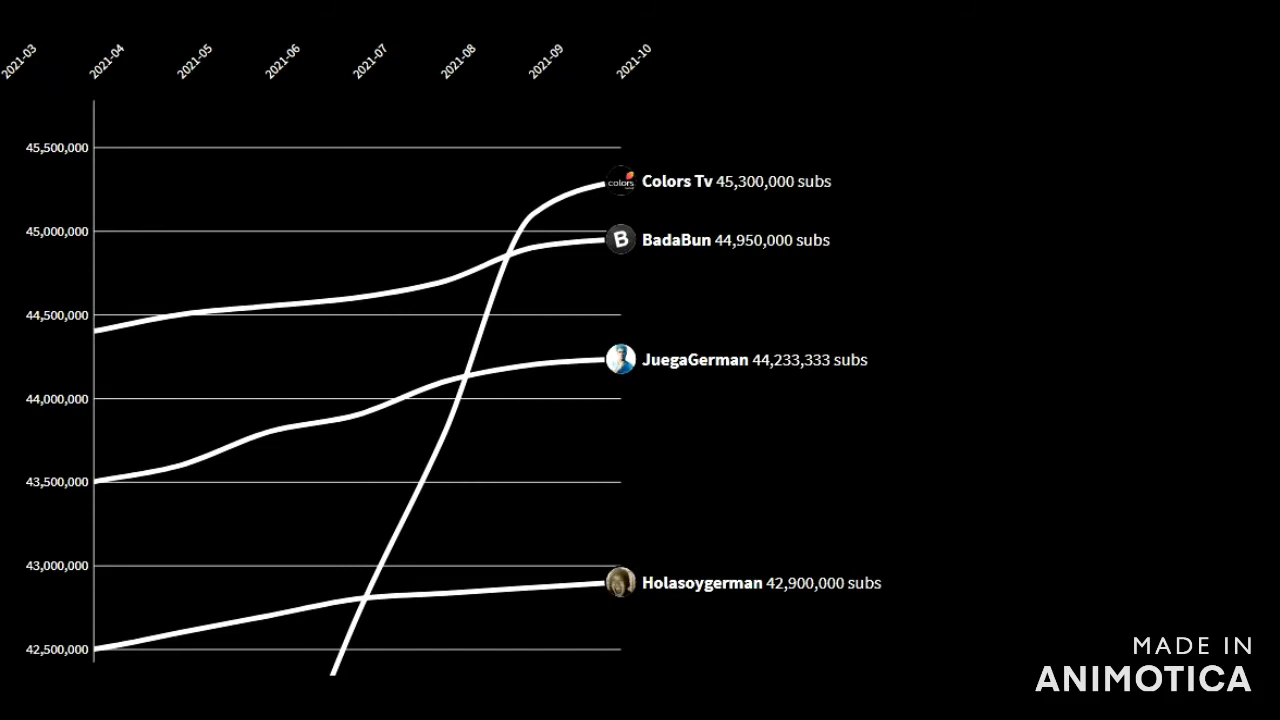 2021-03
2021-04
2021-05
2021-06
2021-07
2021-08
2021-09
2021-10
45,500,000
colors
Colors Tv 45,300,000 subs
45,000,000
B
BadaBun 44,950,000 subs
44,500,000
JuegaGerman 44,233,333 subs
44,000,000
43,500,000
43,000,000
Holasoygerman 42,900,000 subs
42,500,000
MADE IN
ANIMOTICA